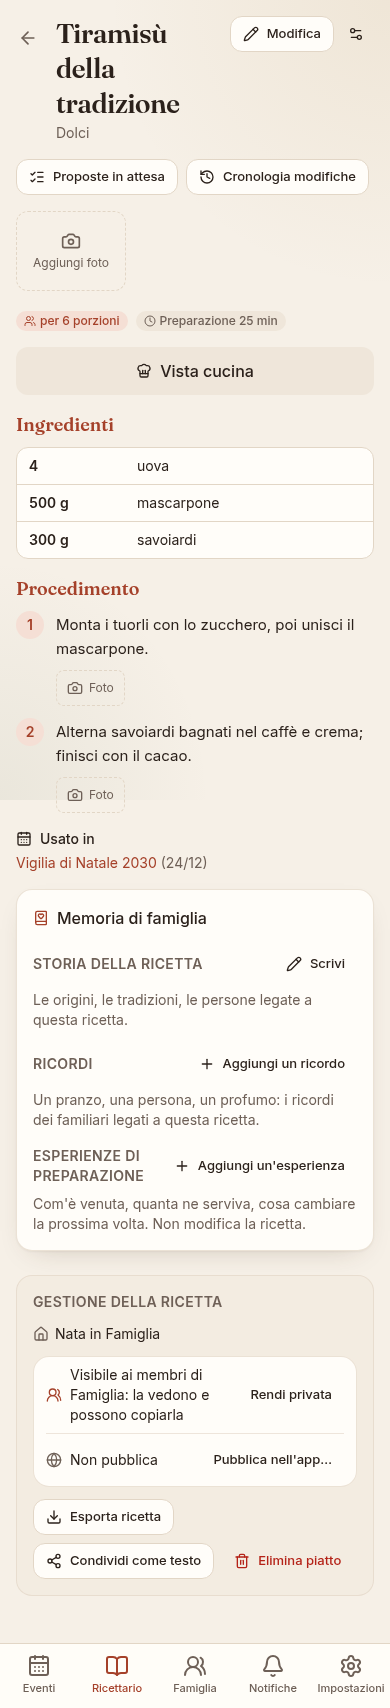 Tiramisù
della
tradizione
Modifica
Dolci
Proposte in attesa
Cronologia modifiche
Aggiungi foto
per 6 porzioni
Preparazione 25 min
Vista cucina
Ingredienti
4 uova
500 g mascarpone
300 g savoiardi
Procedimento
1 Monta i tuorli con lo zucchero, poi unisci il
mascarpone.
Foto
2 Alterna savoiardi bagnati nel caffè e crema;
finisci con il cacao.
Foto
Usato in
Vigilia di Natale 2030 (24/12)
Memoria di famiglia
STORIA DELLA RICETTA
Scrivi
Le origini, le tradizioni, le persone legate a
questa ricetta.
RICORDI
Aggiungi un ricordo
Un pranzo, una persona, un profumo: i ricordi
dei familiari legati a questa ricetta.
ESPERIENZE DI
PREPARAZIONE
Aggiungi un'esperienza
Com'è venuta, quanta ne serviva, cosa cambiare
la prossima volta. Non modifica la ricetta.
GESTIONE DELLA RICETTA
Nata in Famiglia
Visibile ai membri di
Famiglia: la vedono e
possono copiarla
Rendi privata
Non pubblica
Pubblica nell'app...
Esporta ricetta
Condividi come testo
Elimina piatto
Eventi
Ricettario
Famiglia
Notifiche
Impostazioni